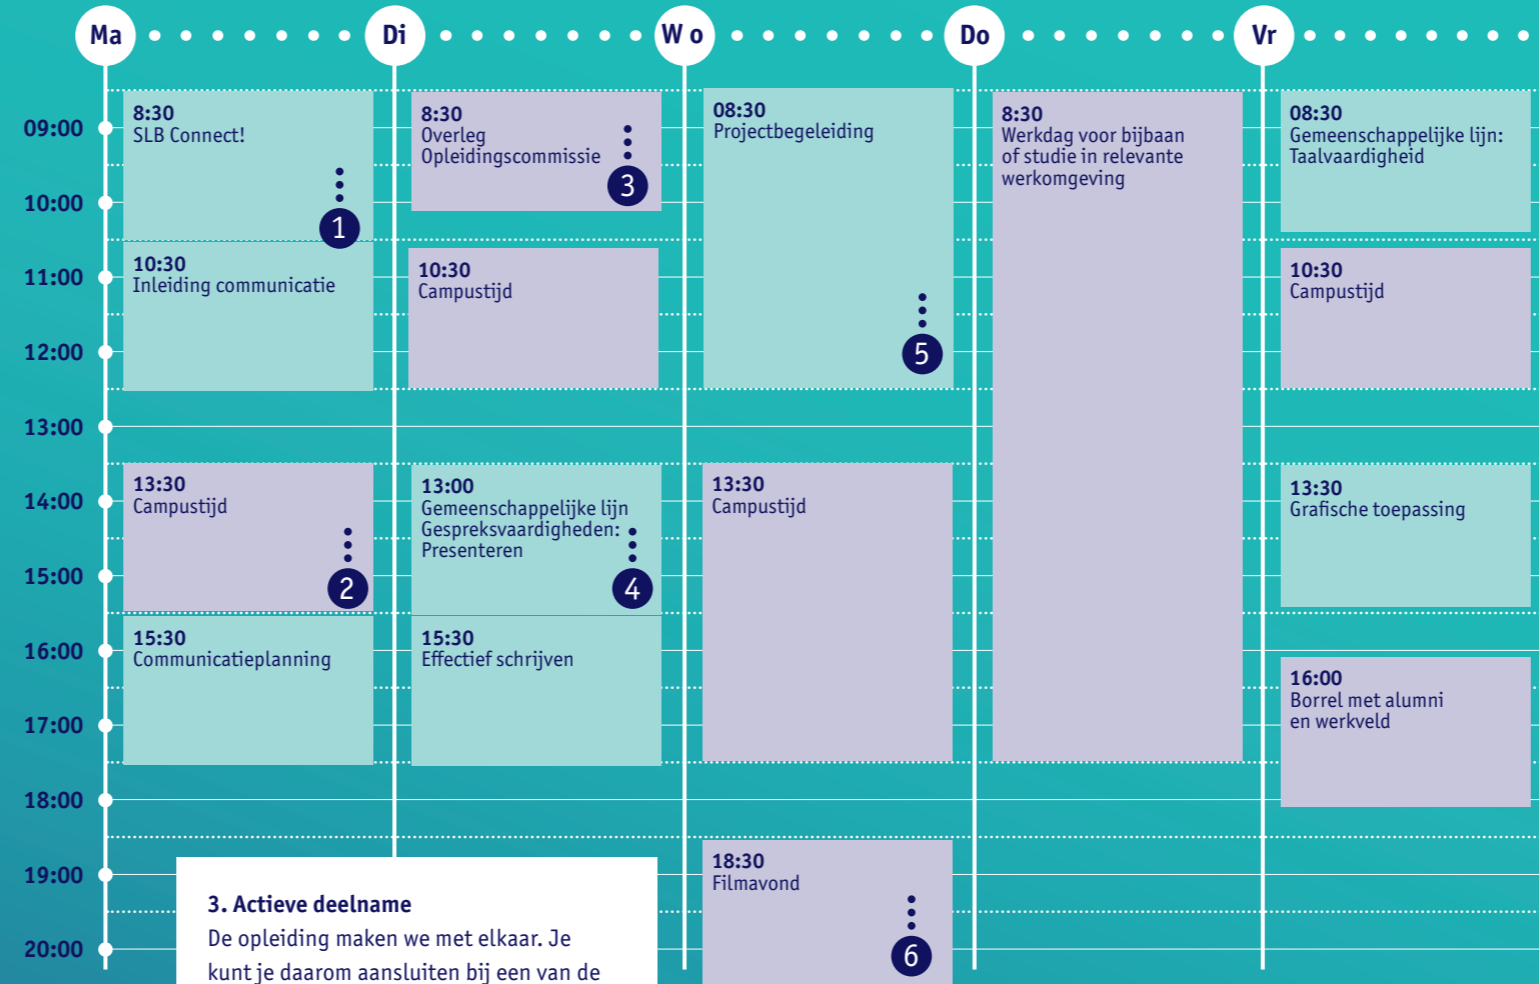 Ma
Di
Wo
Do
Vr
09:00
10:00
11:00
12:00
13:00
14:00
15:00
16:00
17:00
18:00
19:00
20:00
8:30
SLB Connect!
1
10:30
Inleiding communicatie
13:30
Campustijd
2
15:30
Communicatieplanning
8:30
Overleg
Opleidingscommissie
3
10:30
Campustijd
13:00
Gemeenschappelijke lijn
Gespreksvaardigheden:
Presenteren
4
15:30
Effectief schrijven
08:30
Projectbegeleiding
5
13:30
Campustijd
18:30
Filmavond
6
8:30
Werkdag voor bijbaan
of studie in relevante
werkomgeving
08:30
Gemeenschappelijke lijn:
Taalvaardigheid
10:30
Campustijd
13:30
Grafische toepassing
16:00
Borrel met alumni
en werkveld
3. Actieve deelname
De opleiding maken we met elkaar. Je
kunt je daarom aansluiten bij een van de